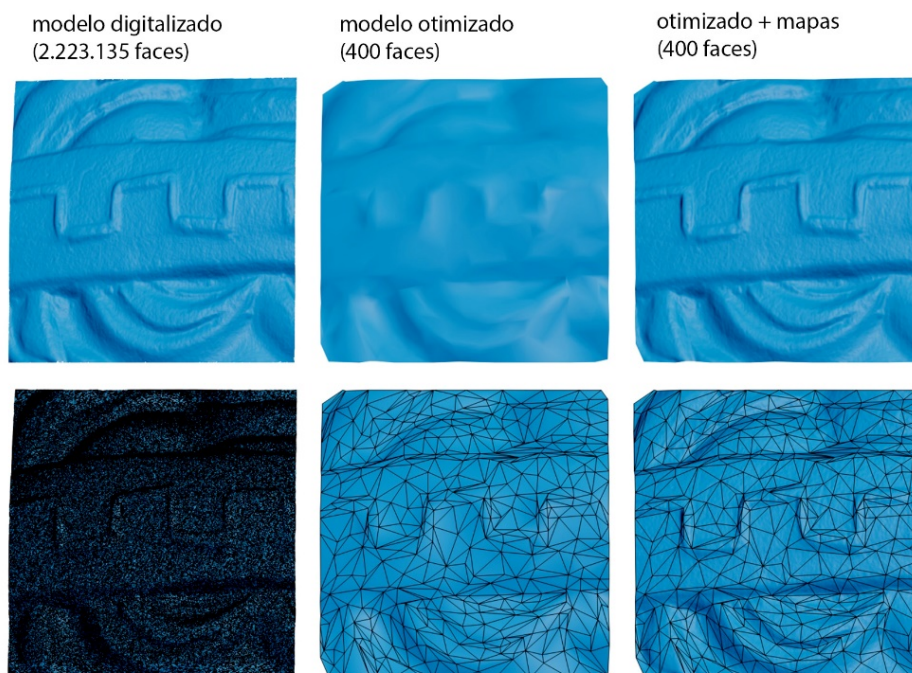 modelo digitalizado
(2.223.135 faces)
modelo otimizado
(400 faces)
otimizado + mapas
(400 faces)